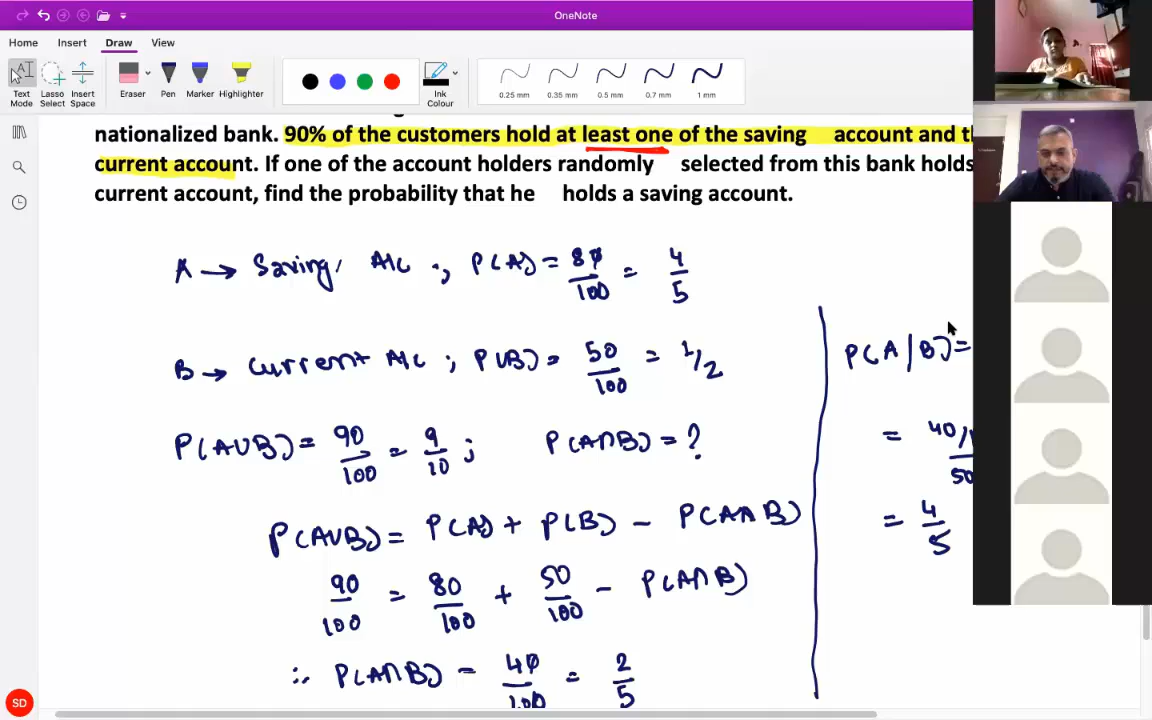 OneNote
Home Insert Draw View
Text Mode Lasso Select Insert Space Eraser Pen Marker Highlighter Ink Colour 0.25 mm 0.35 mm 0.5 mm 0.7 mm 1 mm
nationalized bank. 90% of the customers hold at least one of the saving account and
current account. If one of the account holders randomly selected from this bank holds
current account, find the probability that he holds a saving account.
A → Saving A/c ; P(A) = 80/100 = 4/5
B → Current A/c ; P(B) = 50/100 = 1/2
P(A/B) =
P(A∪B) = 90/100 = 9/10 ; P(A∩B) = ?
= 40/
50
P(A∪B) = P(A) + P(B) - P(A∩B)
= 4/5
90/100 = 80/100 + 50/100 - P(A∩B)
∴ P(A∩B) = 40/100 = 2/5
SD